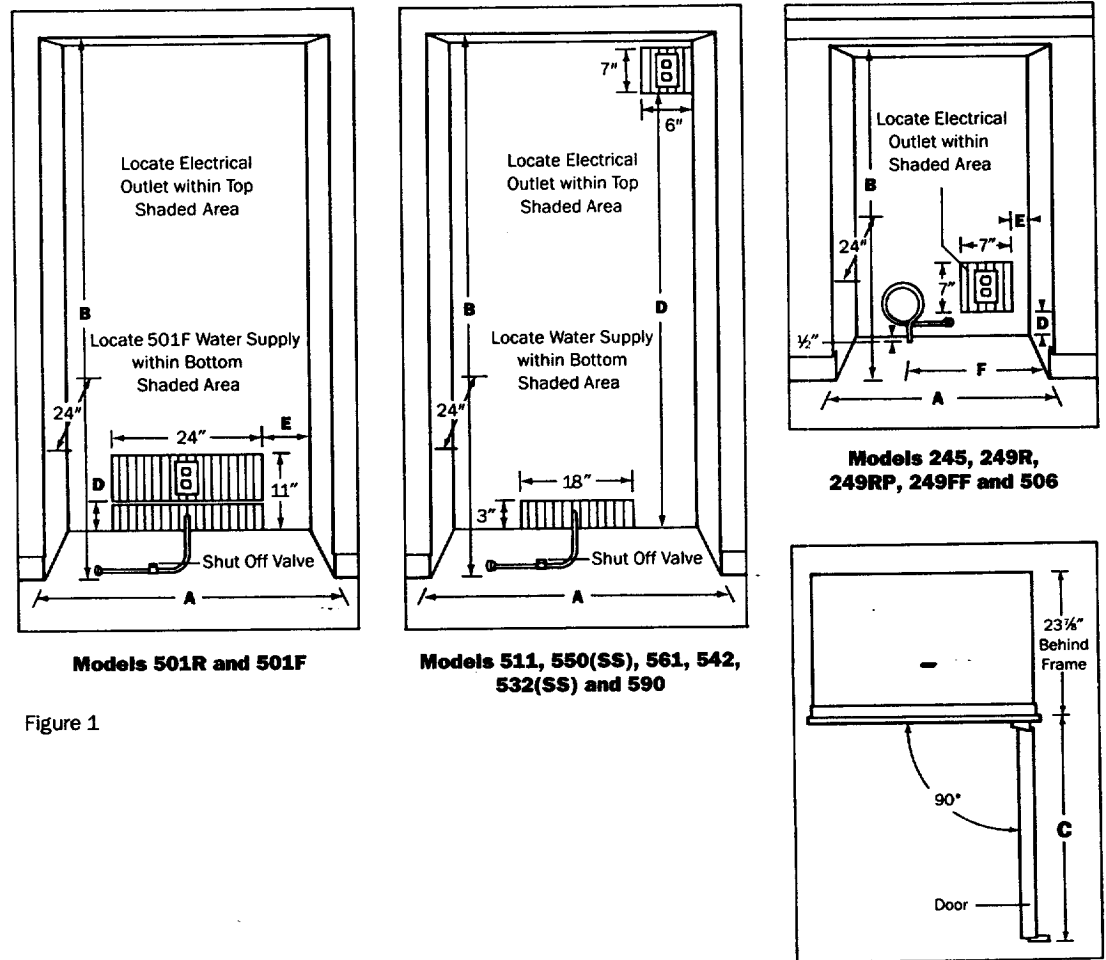 Locate Electrical
Outlet within Top
Shaded Area
B
Locate 501F Water Supply
within Bottom
Shaded Area
24"
24"
E
D
11"
Shut Off Valve
A
Models 501R and 501F
7"
6"
Locate Electrical
Outlet within Top
Shaded Area
B
D
Locate Water Supply
within Bottom
Shaded Area
24"
18"
3"
Shut Off Valve
A
Models 511, 550(SS), 561, 542,
532(SS) and 590
Locate Electrical
Outlet within
Shaded Area
B
E
24"
7"
7"
D
½"
F
A
Models 245, 249R,
249RP, 249FF and 506
23⅞"
Behind
Frame
90°
C
Door
Figure 1